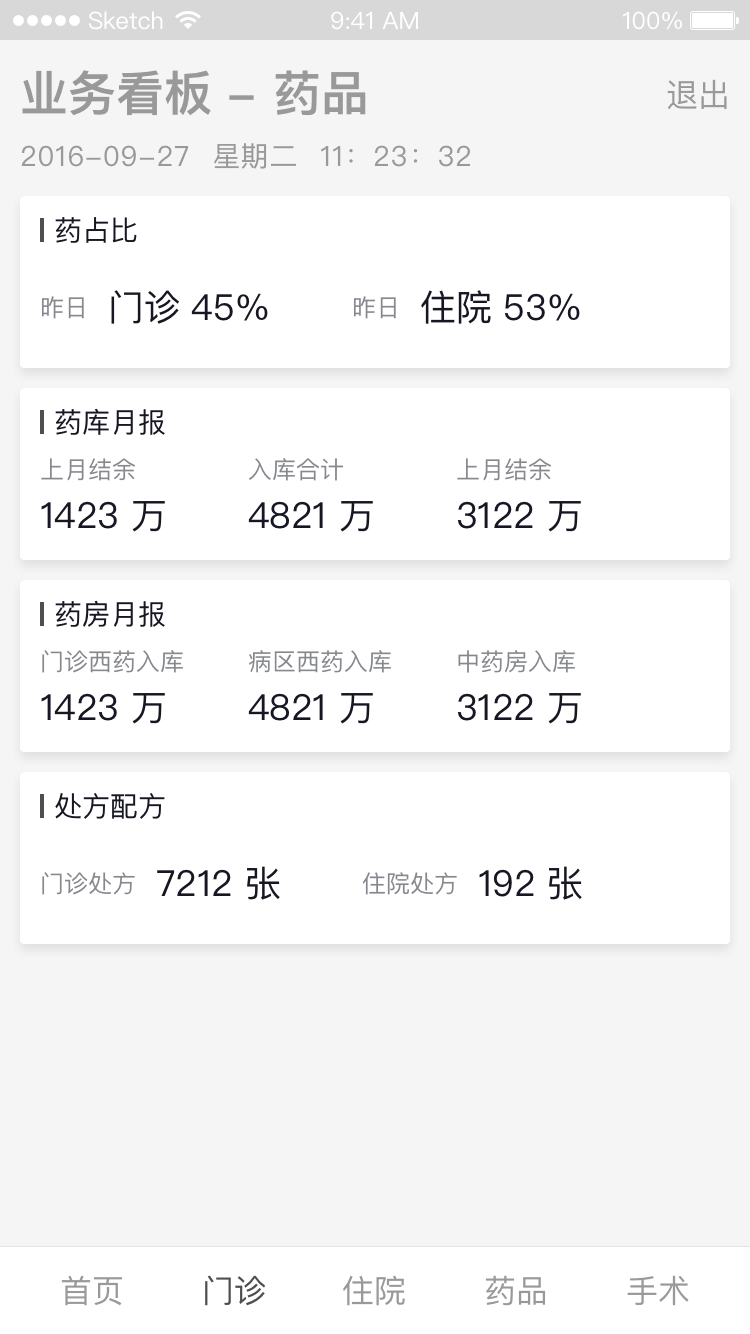 Sketch 9:41 AM 100%
业务看板 – 药品 退出
2016–09–27 星期二 11：23：32
药占比
昨日 门诊 45% 昨日 住院 53%
药库月报
上月结余 入库合计 上月结余
1423 万 4821 万 3122 万
药房月报
门诊西药入库 病区西药入库 中药房入库
1423 万 4821 万 3122 万
处方配方
门诊处方 7212 张 住院处方 192 张
首页 门诊 住院 药品 手术